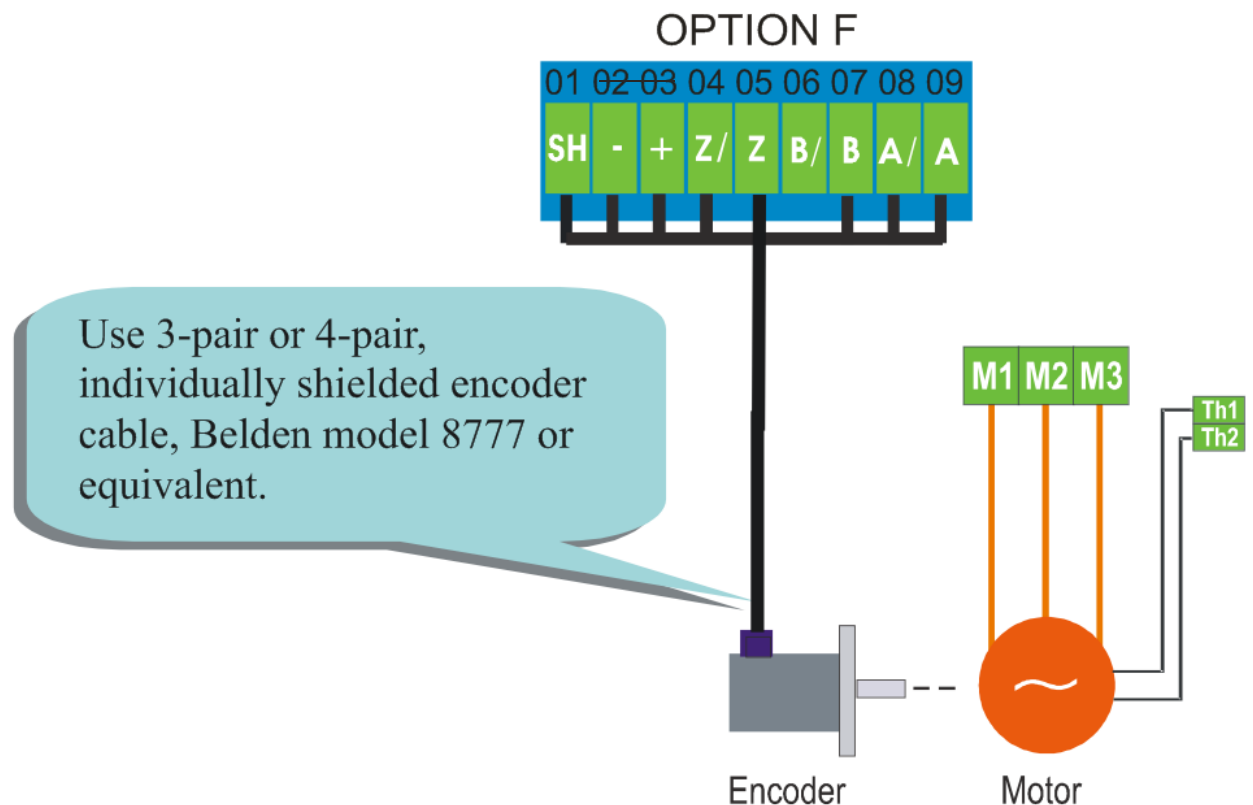 OPTION F
01 02 03 04 05 06 07 08 09
SH - + Z/ Z B/ B A/ A
Use 3-pair or 4-pair,
individually shielded encoder
cable, Belden model 8777 or
equivalent.
M1 M2 M3
Th1
Th2
Encoder
Motor